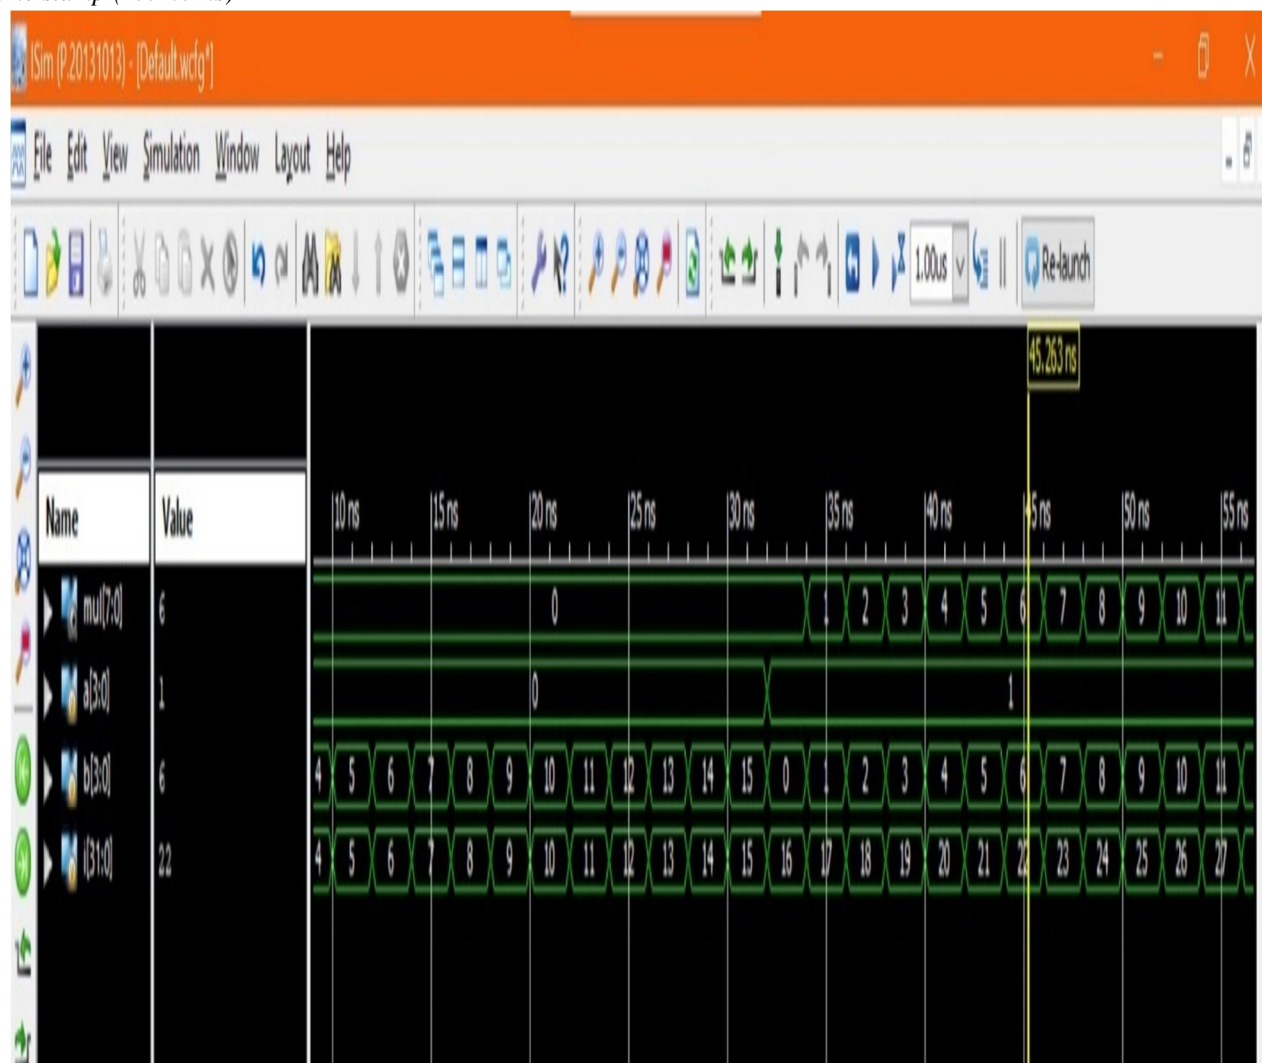 ISim (P.20131013) - [Default.wcfg*]
File Edit View Simulation Window Layout Help
1.00us Re-launch
45.263 ns
Name Value 10 ns 15 ns 20 ns 25 ns 30 ns 35 ns 40 ns 45 ns 50 ns 55 ns
mul[7:0] 6 0 1 2 3 4 5 6 7 8 9 10 11
a[3:0] 1 0 1
b[3:0] 6 4 5 6 7 8 9 10 11 12 13 14 15 0 1 2 3 4 5 6 7 8 9 10 11
i[31:0] 22 4 5 6 7 8 9 10 11 12 13 14 15 16 17 18 19 20 21 22 23 24 25 26 27